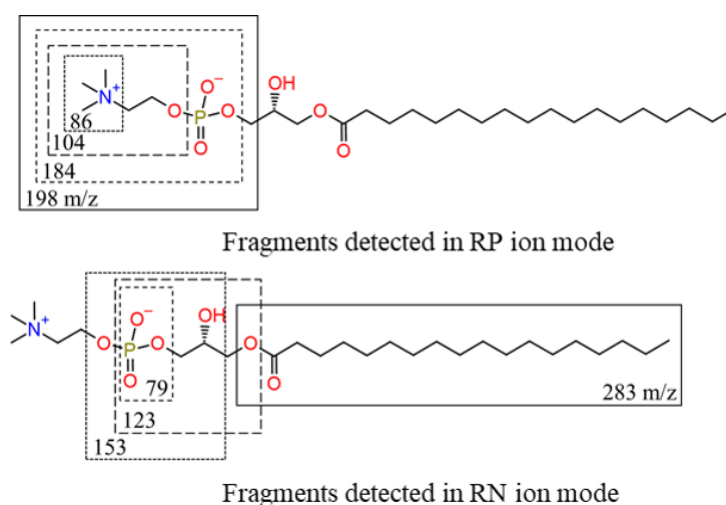 OH
O⁻
N⁺
O
P
O
O
86
O
O
104
184
198 m/z
Fragments detected in RP ion mode
O⁻
OH
N⁺
O
P
O
O
O
79
O
123
283 m/z
153
Fragments detected in RN ion mode